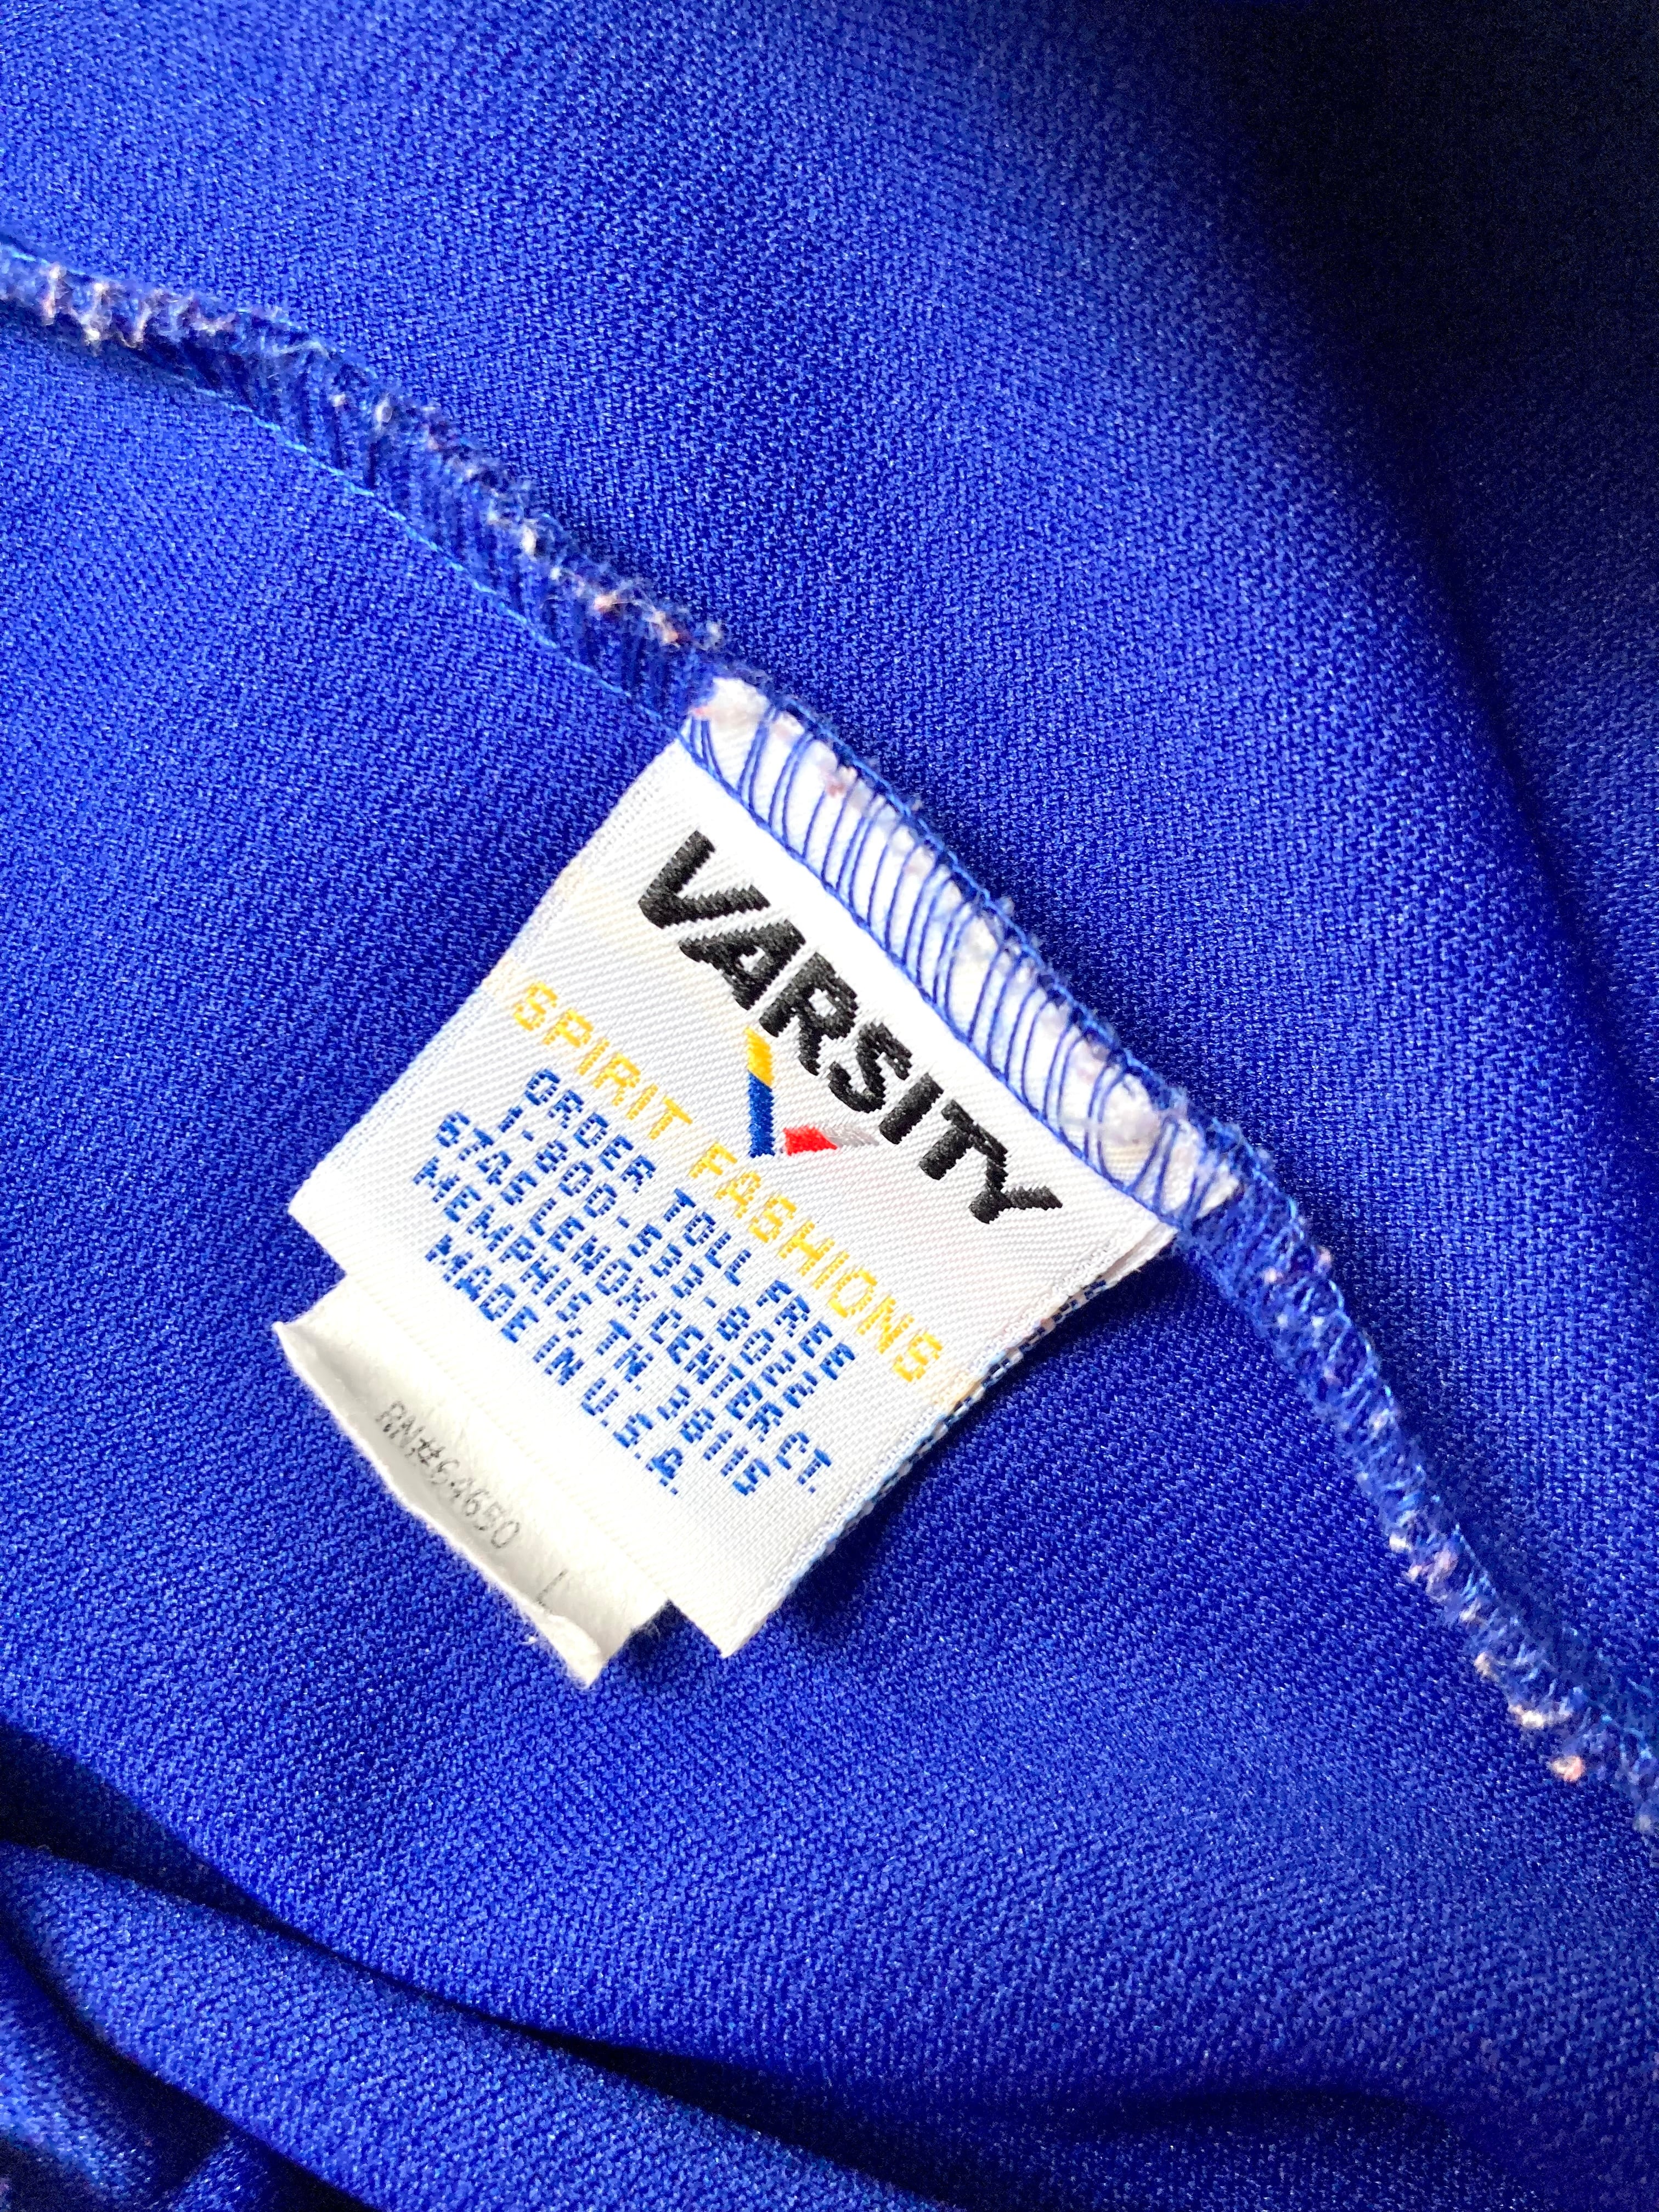 VARSITY
SPIRIT FASHIONS
ORDER TOLL FREE
1-800-533-8022
6745 LENOX CENTER CT.
MEMPHIS, TN. 38115
MADE IN U.S.A.
RN#64650
L